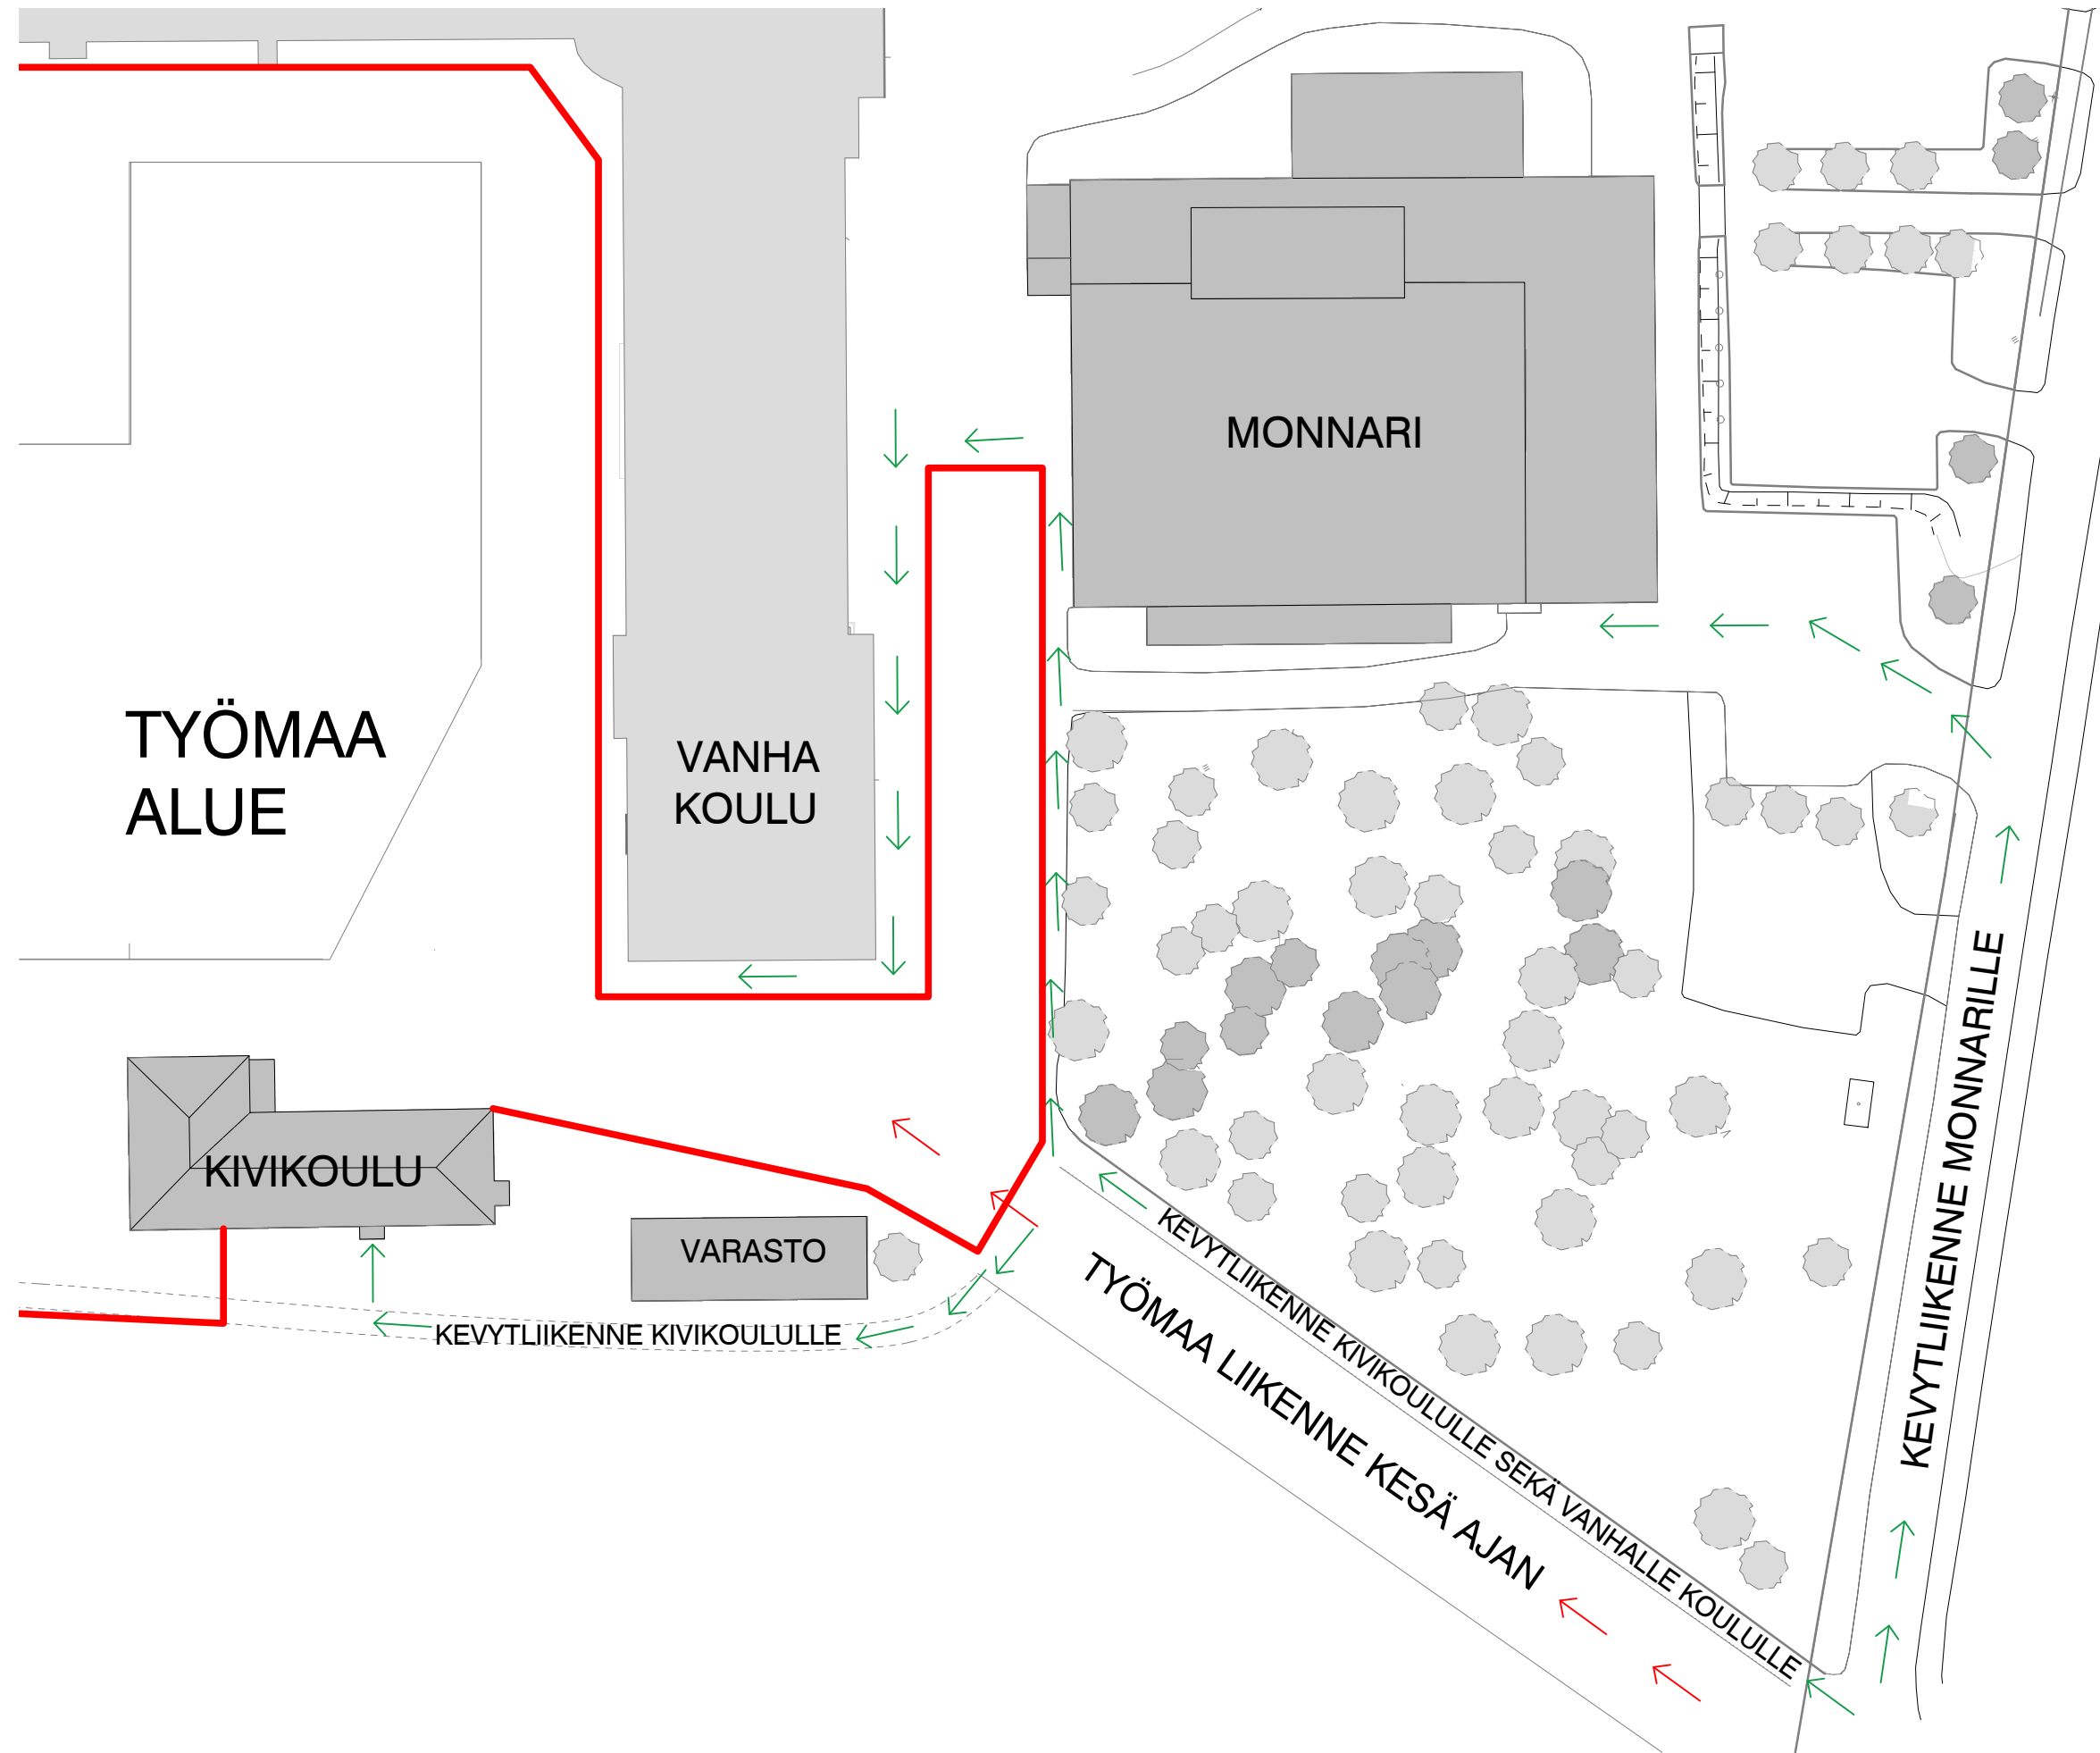 MONNARI
TYÖMAA
ALUE
VANHA
KOULU
KIVIKOULU
VARASTO
KEVYTLIIKENNE KIVIKOULULLE
KEVYTLIIKENNE KIVIKOULULLE SEKÄ VANHALLE KOULULLE
TYÖMAA LIIKENNE KESÄ AJAN
KEVYTLIIKENNE MONNARILLE